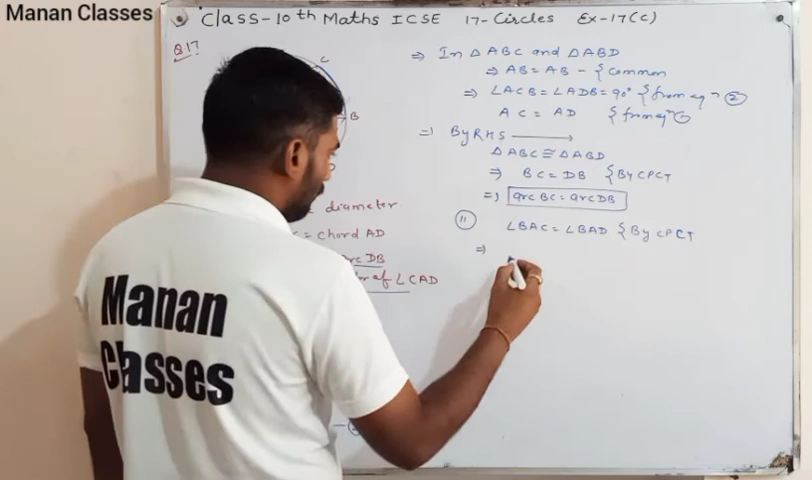 Manan Classes
Class-10th Maths ICSE 17-Circles Ex-17(C)
Q17
C
B
diameter
= chord AD
arc DB
of ∠CAD
⇒ In △ABC and △ABD
⇒ AB = AB - {common
⇒ ∠ACB = ∠ADB = 90° {from eqn ②
AC = AD {from eqn ①
⇒ By RHS →
△ABC ≅ △ABD
⇒ BC = DB {By CPCT
⇒ arc BC = arc DB
(ii) ∠BAC = ∠BAD {By CPCT
⇒
Manan
Classes